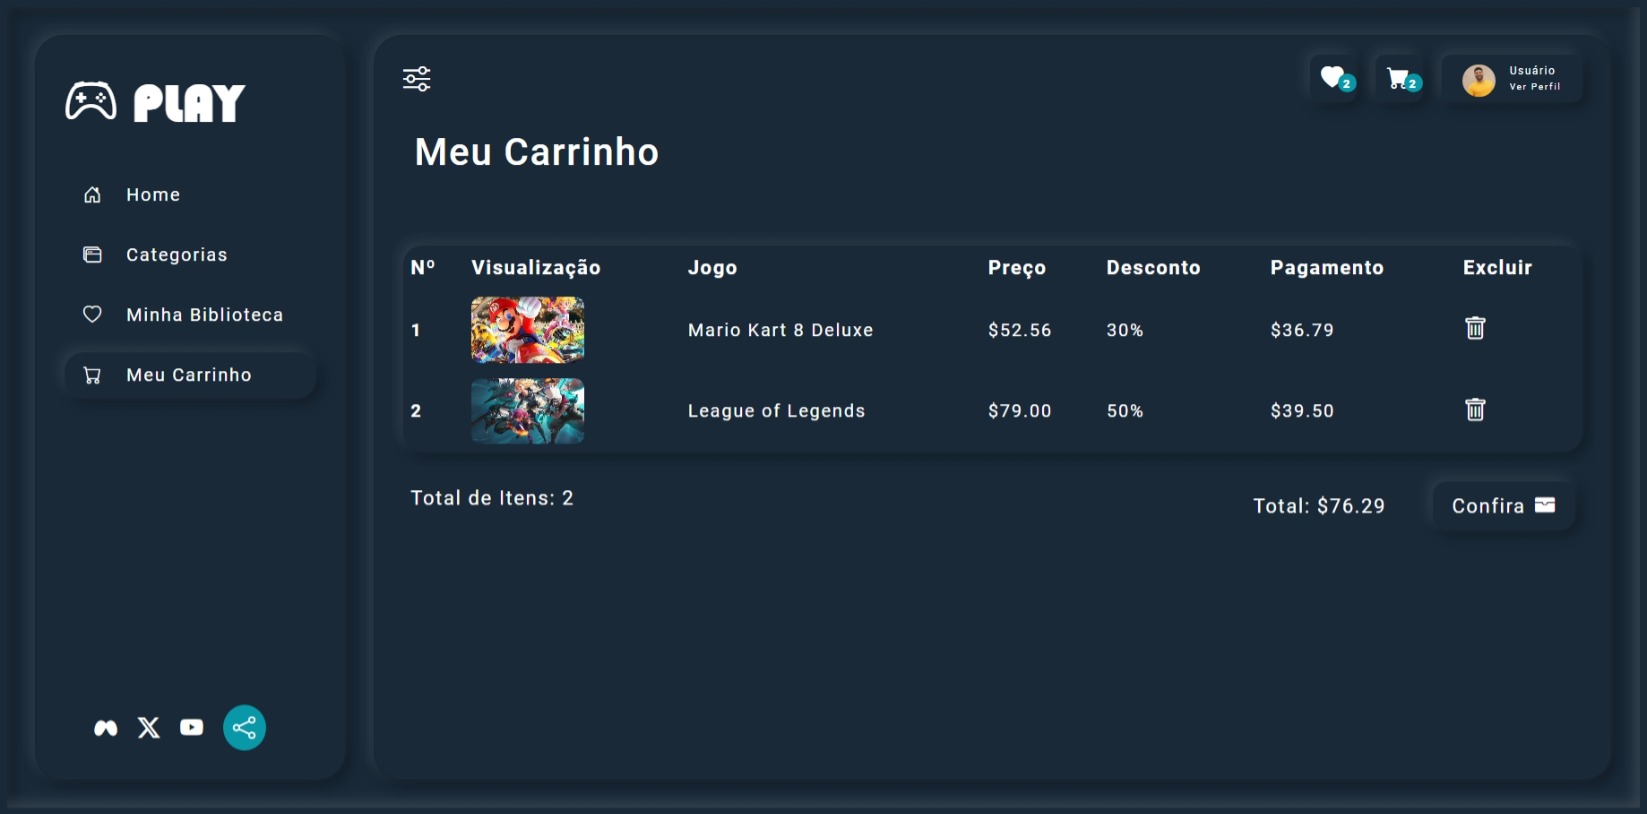 PLAY
Home
Categorias
Minha Biblioteca
Meu Carrinho
2
2
Usuário
Ver Perfil
Meu Carrinho
Nº Visualização Jogo Preço Desconto Pagamento Excluir
1 Mario Kart 8 Deluxe $52.56 30% $36.79
2 League of Legends $79.00 50% $39.50
Total de Itens: 2
Total: $76.29
Confira